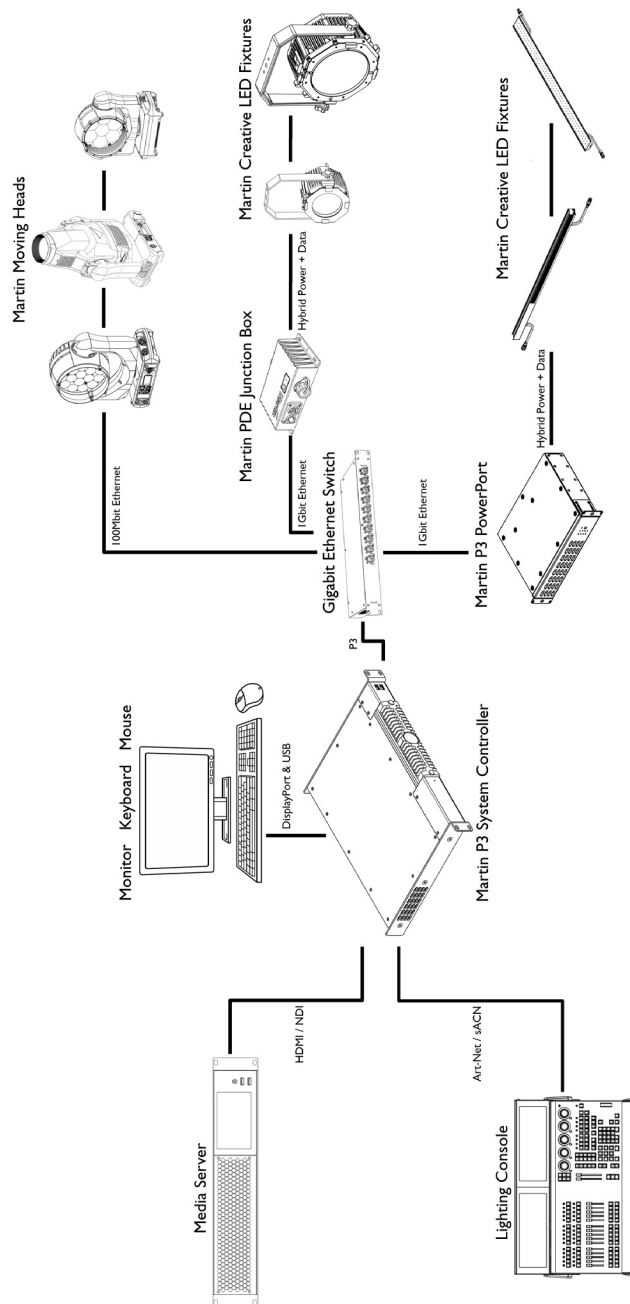 Media Server
Lighting Console
HDMI / NDI
Art-Net / sACN
Monitor Keyboard Mouse
DisplayPort & USB
Martin P3 System Controller
P3
Gigabit Ethernet Switch
100Mbit Ethernet
1Gbit Ethernet
1Gbit Ethernet
Martin Moving Heads
Martin PDE Junction Box
Hybrid Power + Data
Martin Creative LED Fixtures
Martin P3 PowerPort
Hybrid Power + Data
Martin Creative LED Fixtures